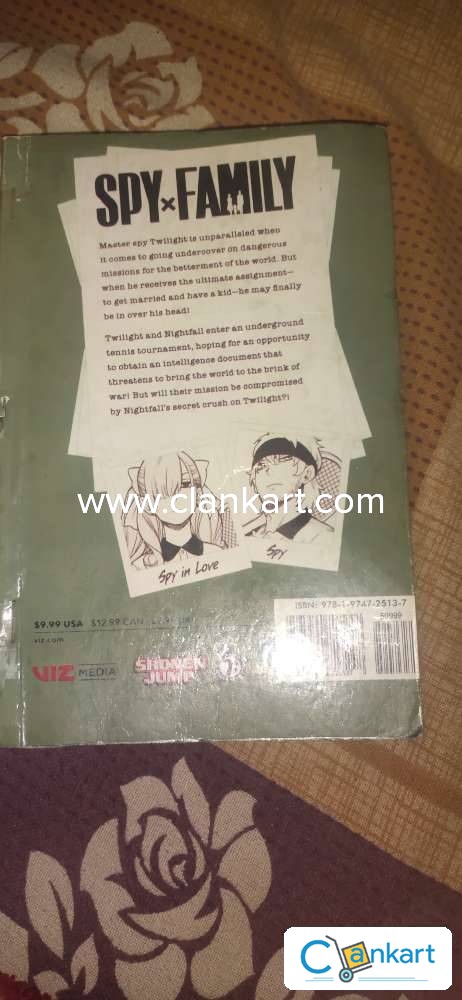 SPY×FAMILY
Master spy Twilight is unparalleled when
it comes to going undercover on dangerous
missions for the betterment of the world. But
when he receives the ultimate assignment—
to get married and have a kid—he may finally
be in over his head!
Twilight and Nightfall enter an underground
tennis tournament, hoping for an opportunity
to obtain an intelligence document that
threatens to bring the world to the brink of
war! But will their mission be compromised
by Nightfall's secret crush on Twilight?!
www.clankart.com
Spy in Love
Spy
ISBN: 978-1-9747-2513-7
50999
$9.99 USA $12.99 CAN
viz.com
VIZ MEDIA
SHONEN
JUMP
Clankart